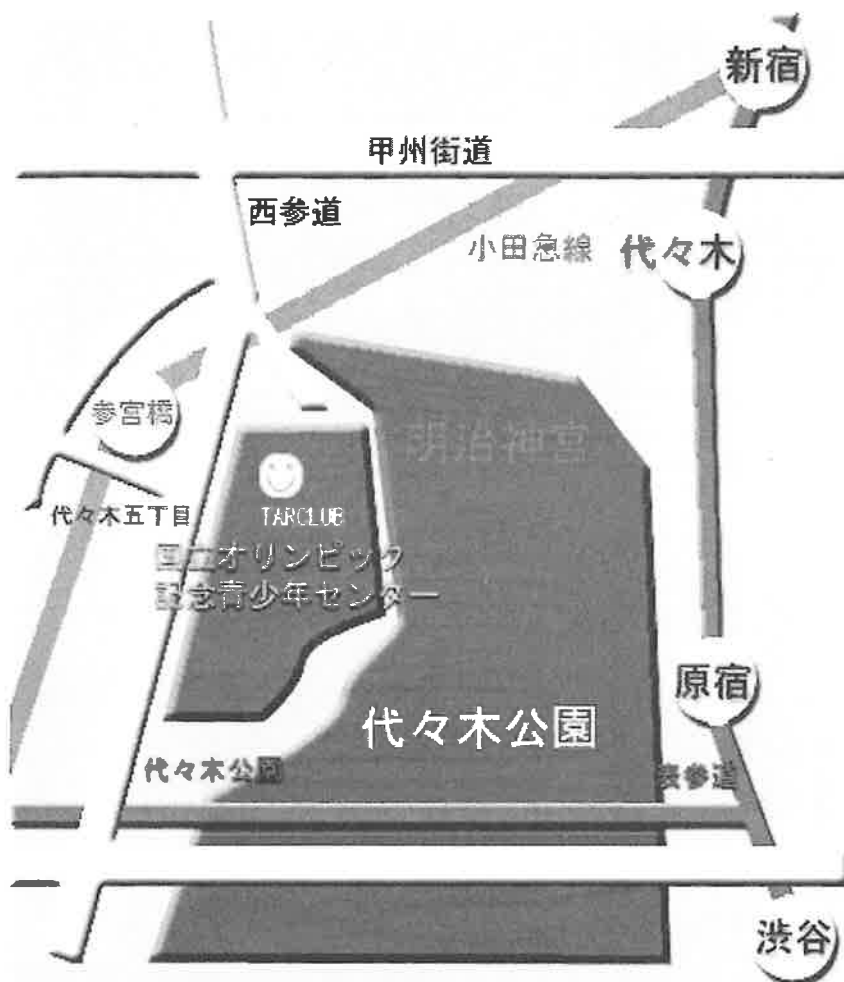 新宿
甲州街道
西参道
小田急線
代々木
参宮橋
明治神宮
代々木五丁目
TARCLUB
国立オリンピック
記念青少年センター
原宿
代々木公園
代々木公園
表参道
渋谷